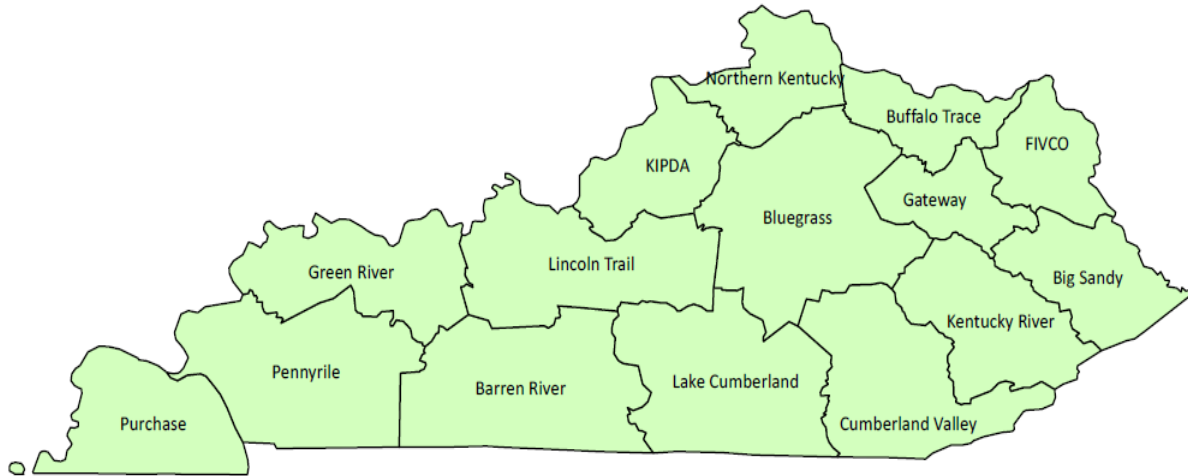 Northern Kentucky
Buffalo Trace
FIVCO
KIPDA
Gateway
Bluegrass
Lincoln Trail
Green River
Big Sandy
Kentucky River
Pennyrile
Barren River
Lake Cumberland
Purchase
Cumberland Valley